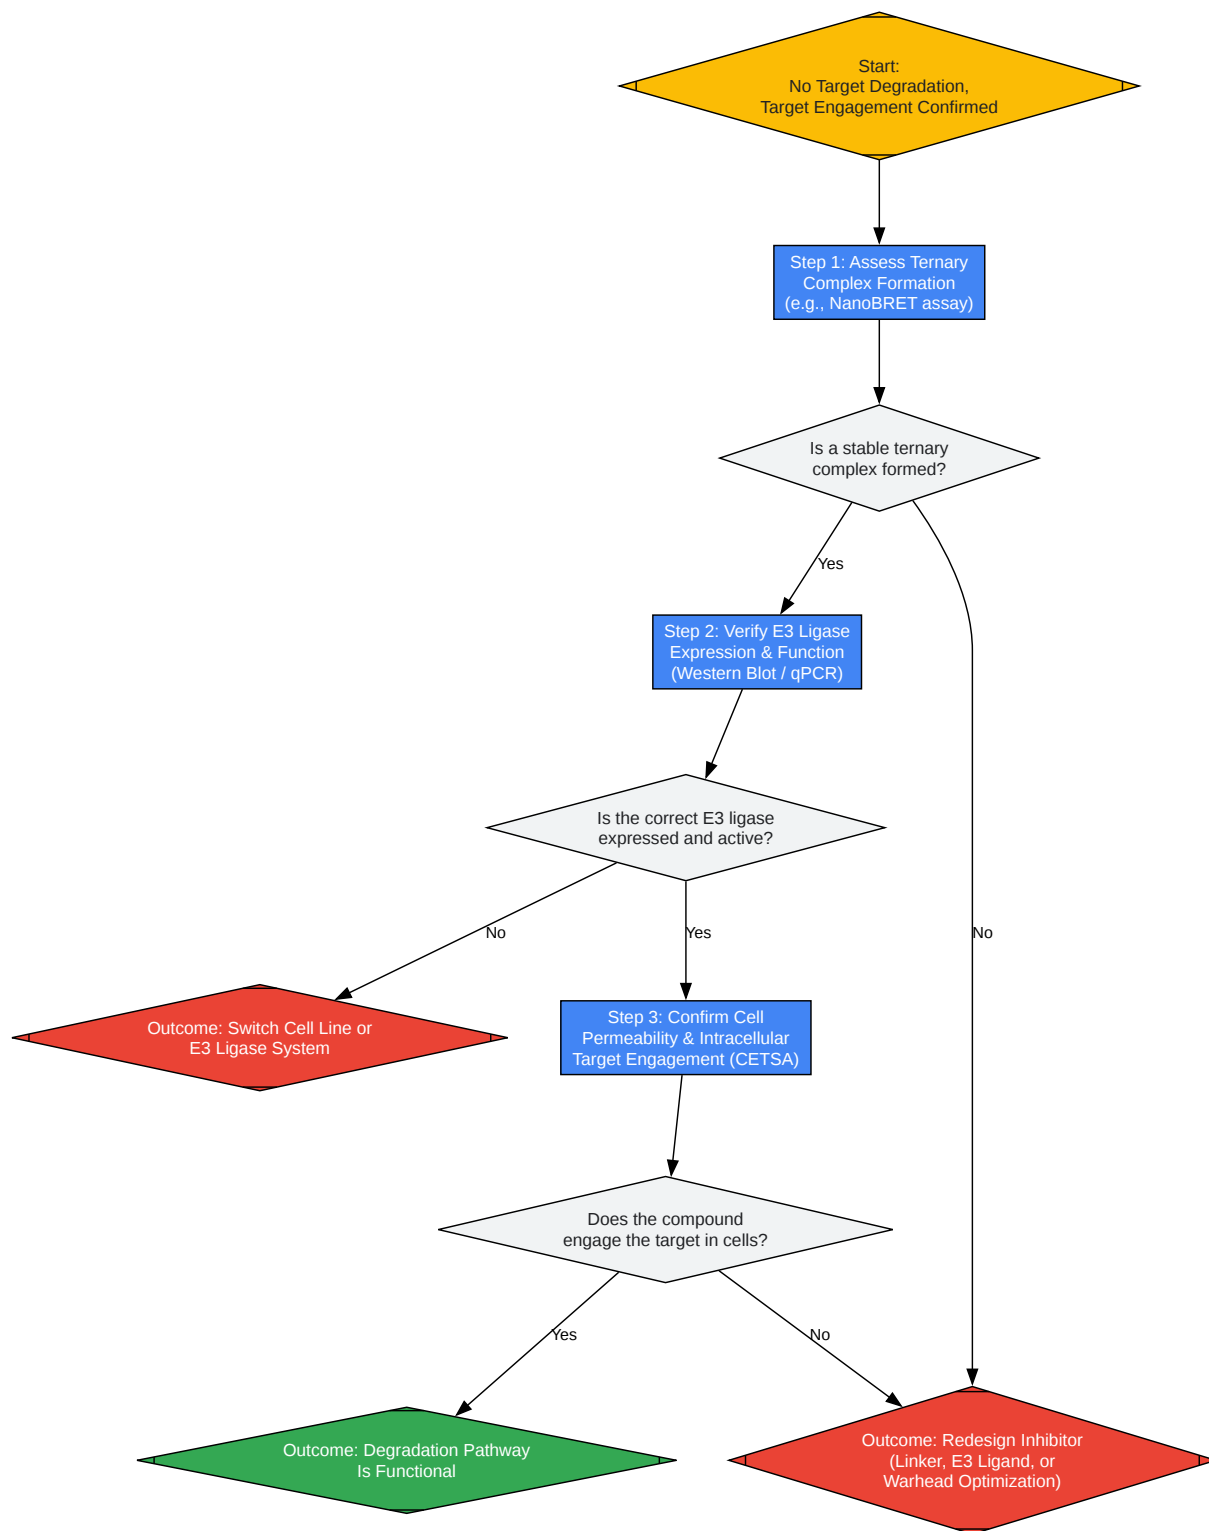 Start:
No Target Degradation,
Target Engagement Confirmed
Step 1: Assess Ternary
Complex Formation
(e.g., NanoBRET assay)
Is a stable ternary
complex formed?
Yes
Step 2: Verify E3 Ligase
Expression & Function
(Western Blot / qPCR)
Is the correct E3 ligase
expressed and active?
No
Yes
No
Outcome: Switch Cell Line or
E3 Ligase System
Step 3: Confirm Cell
Permeability & Intracellular
Target Engagement (CETSA)
Does the compound
engage the target in cells?
Yes
No
Outcome: Degradation Pathway
Is Functional
Outcome: Redesign Inhibitor
(Linker, E3 Ligand, or
Warhead Optimization)